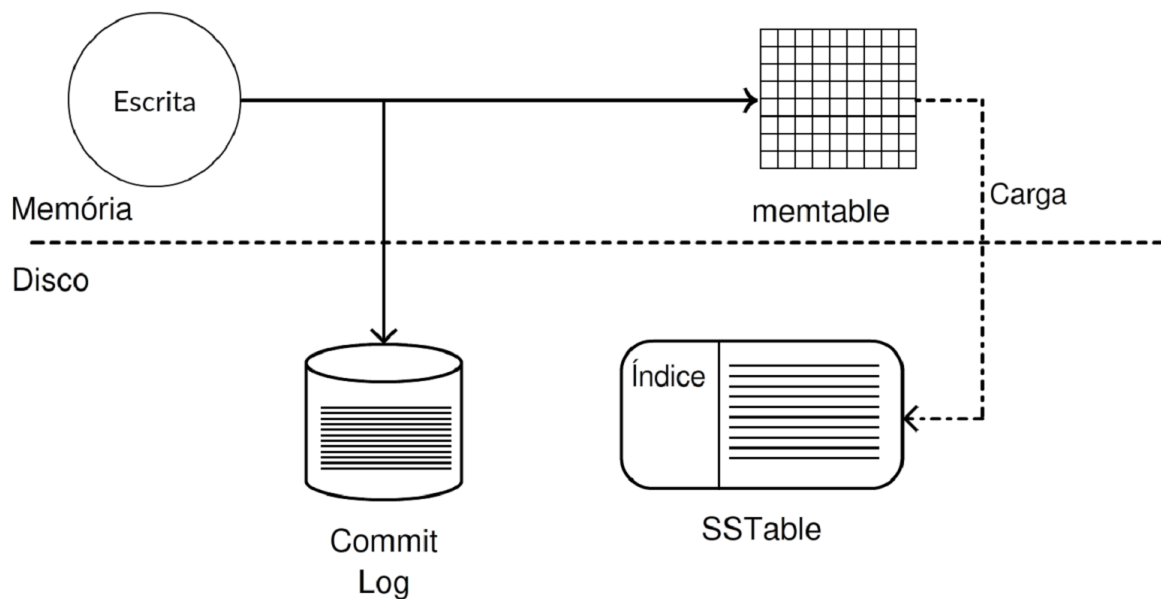 Escrita
Memória
memtable
Carga
Disco
Índice
SSTable
Commit
Log